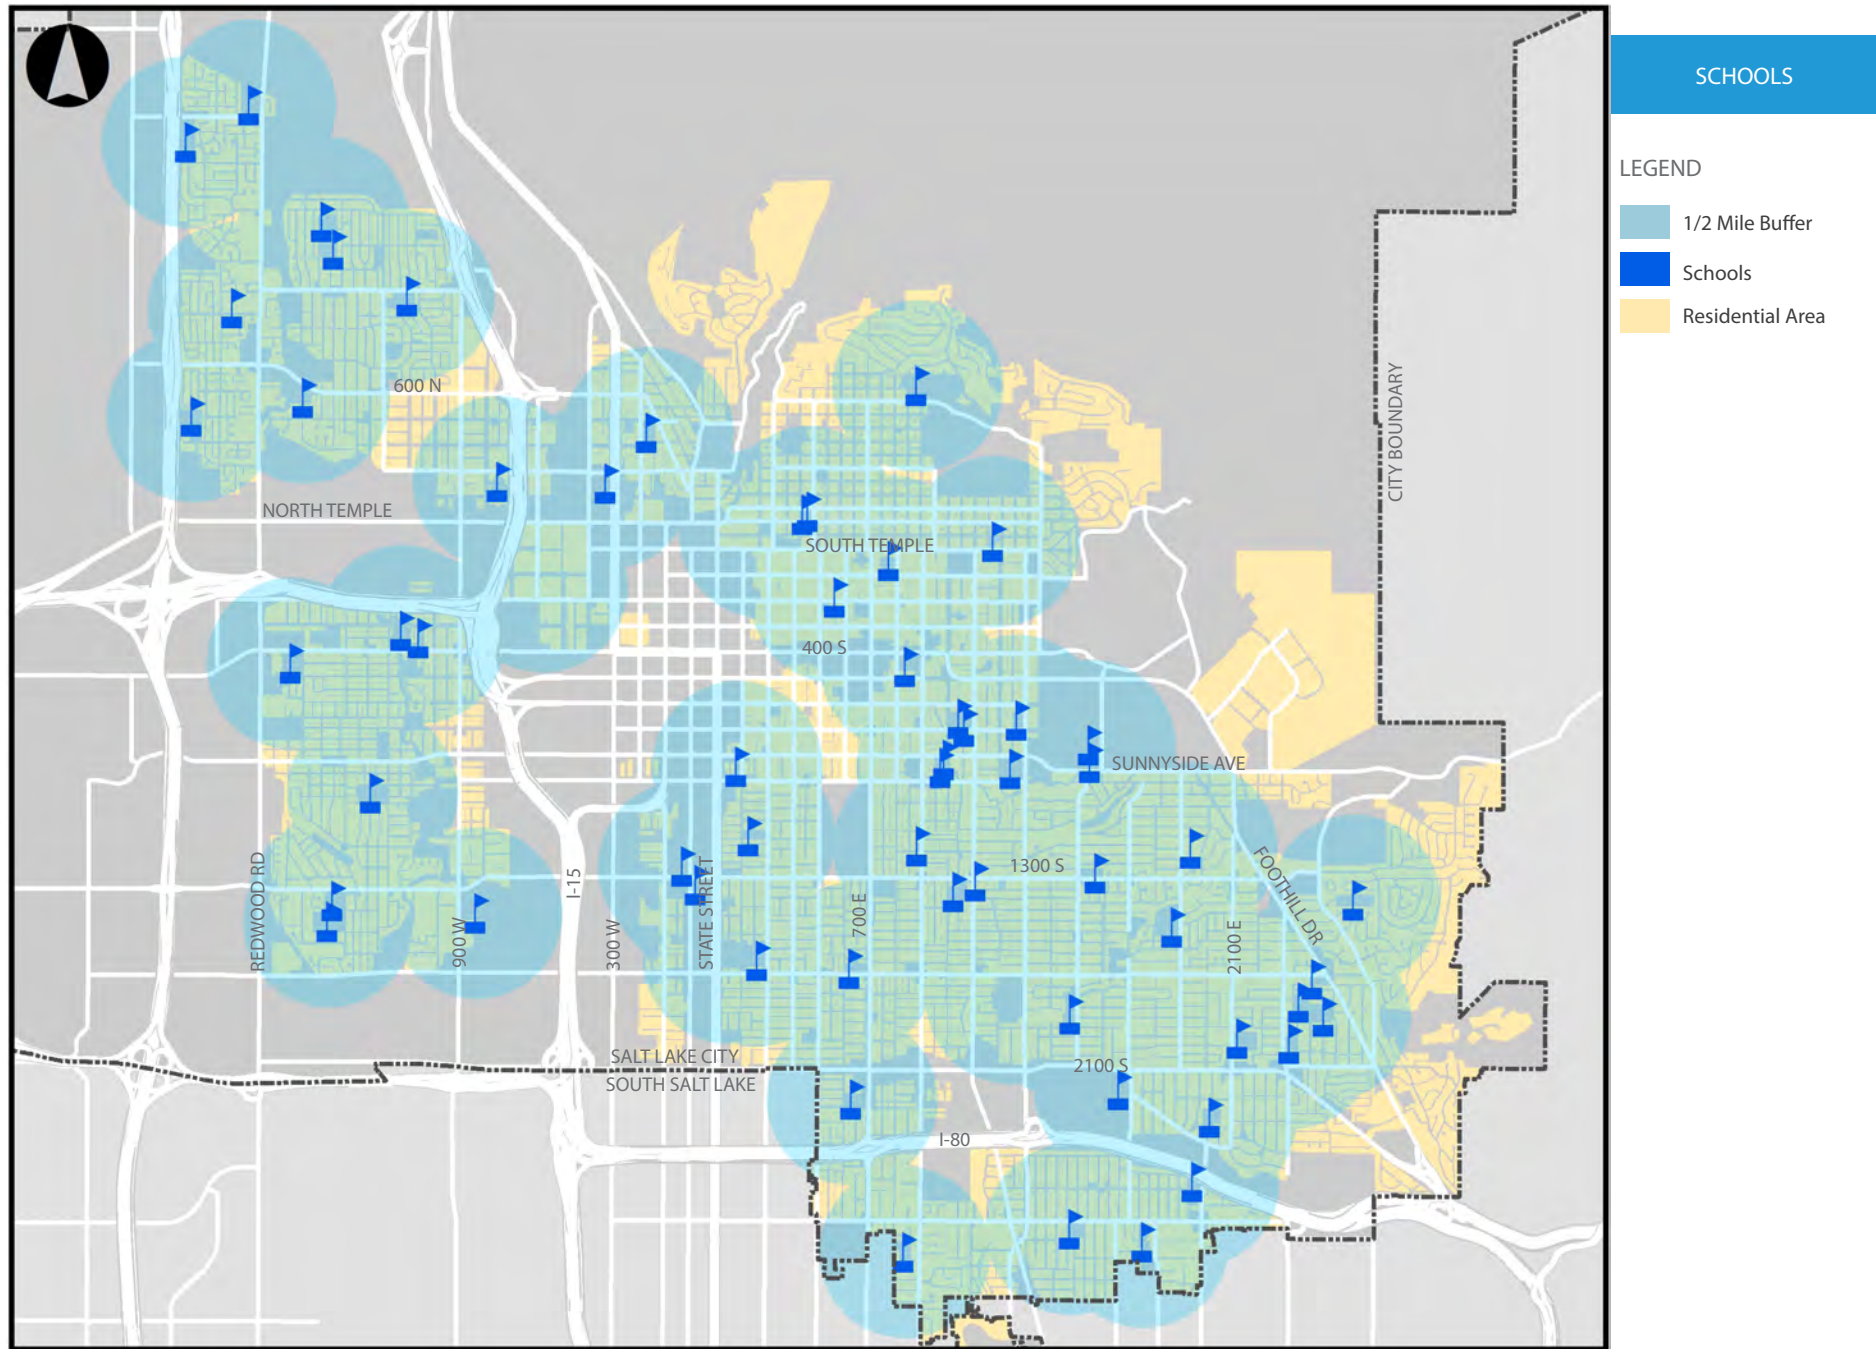 SCHOOLS
LEGEND
1/2 Mile Buffer
Schools
Residential Area
600 N
CITY BOUNDARY
NORTH TEMPLE
SOUTH TEMPLE
400 S
SUNNYSIDE AVE
1300 S
FOOTHILL DR
REDWOOD RD
900 W
I-15
300 W
STATE STREET
700 E
2100 E
SALT LAKE CITY
SOUTH SALT LAKE
2100 S
I-80